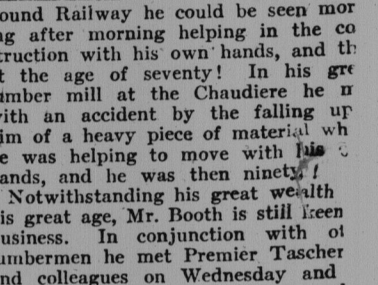 ound Railway he could be seen mor
ng after morning helping in the co
truction with his own hands, and th
t the age of seventy! In his gre
umber mill at the Chaudiere he m
with an accident by the falling up
im of a heavy piece of material wh
e was helping to move with his
ands, and he was then ninety!
Notwithstanding his great wealth
is great age, Mr. Booth is still keen
usiness. In conjunction with ot
umbermen he met Premier Tascher
nd colleagues on Wednesday and